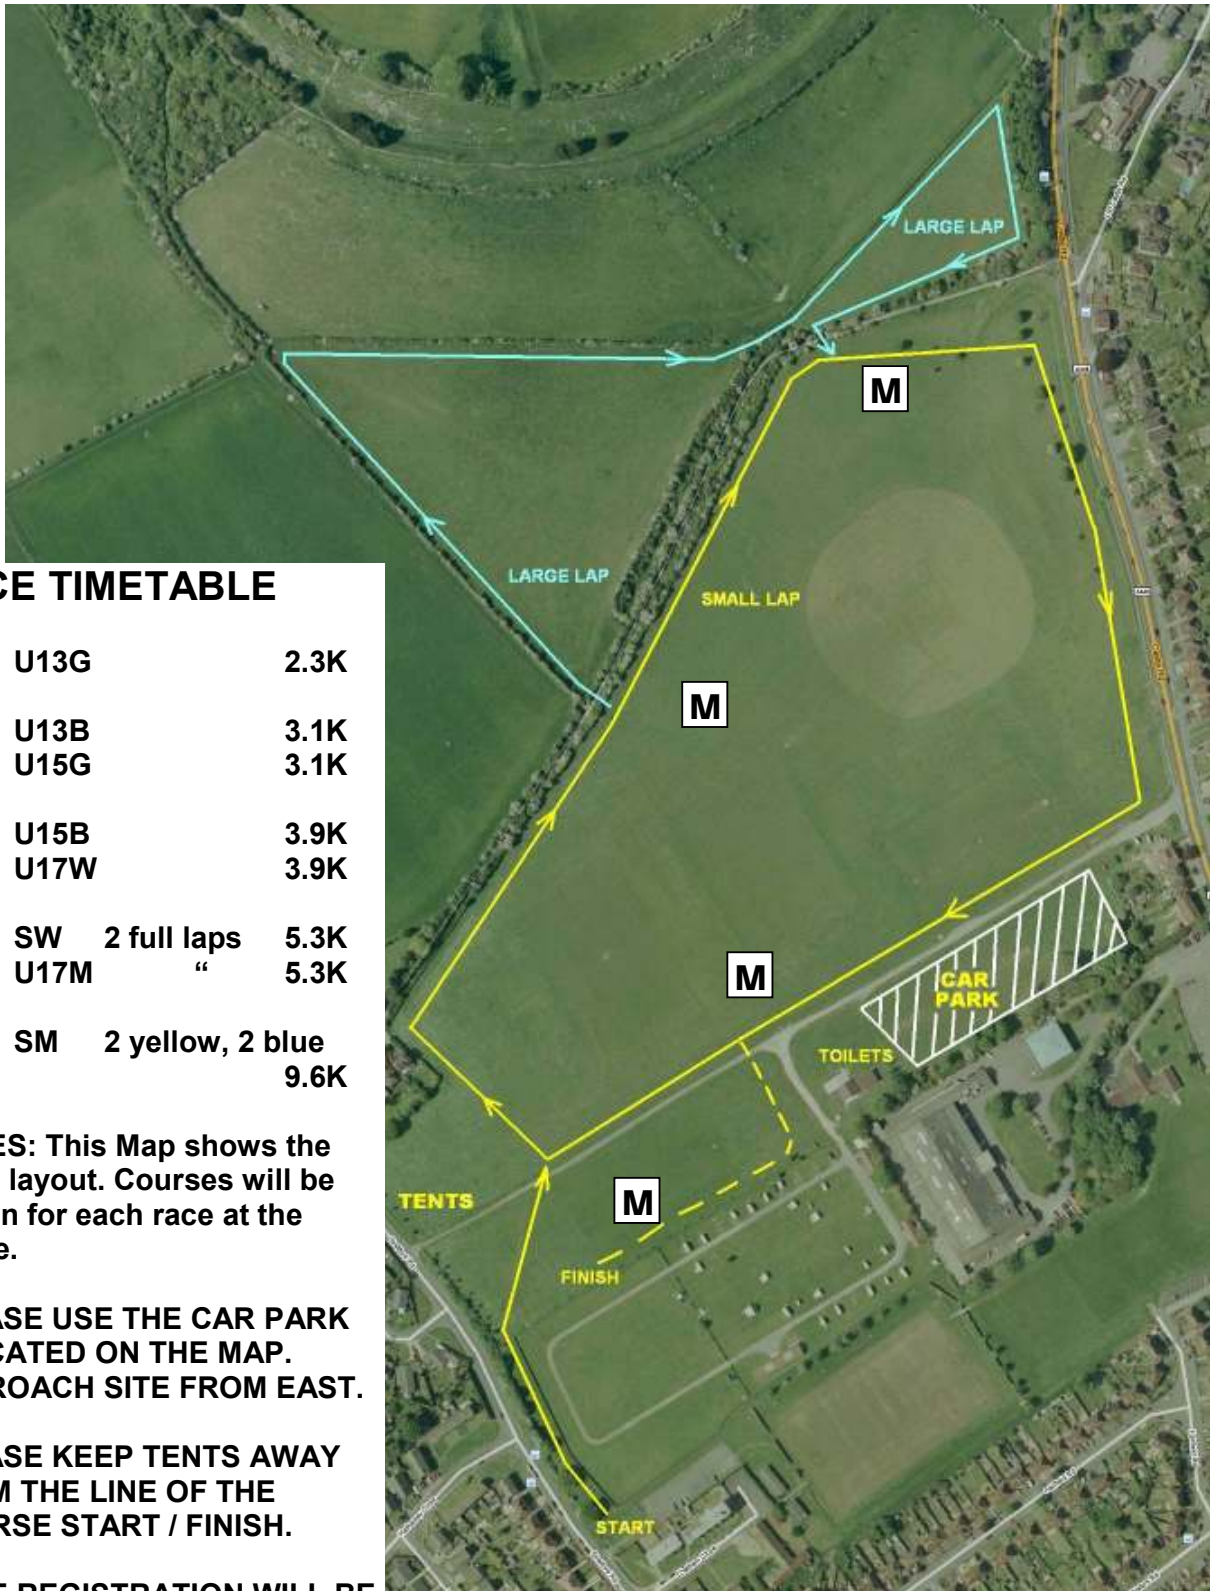 CE TIMETABLE
U13G 2.3K
U13B 3.1K
U15G 3.1K
U15B 3.9K
U17W 3.9K
SW 2 full laps 5.3K
U17M “ 5.3K
SM 2 yellow, 2 blue
9.6K
ES: This Map shows the
layout. Courses will be
n for each race at the
e.
ASE USE THE CAR PARK
CATED ON THE MAP.
ROACH SITE FROM EAST.
ASE KEEP TENTS AWAY
M THE LINE OF THE
RSE START / FINISH.
E REGISTRATION WILL BE
LARGE LAP
M
LARGE LAP
SMALL LAP
M
M
CAR
PARK
TOILETS
M
TENTS
FINISH
START